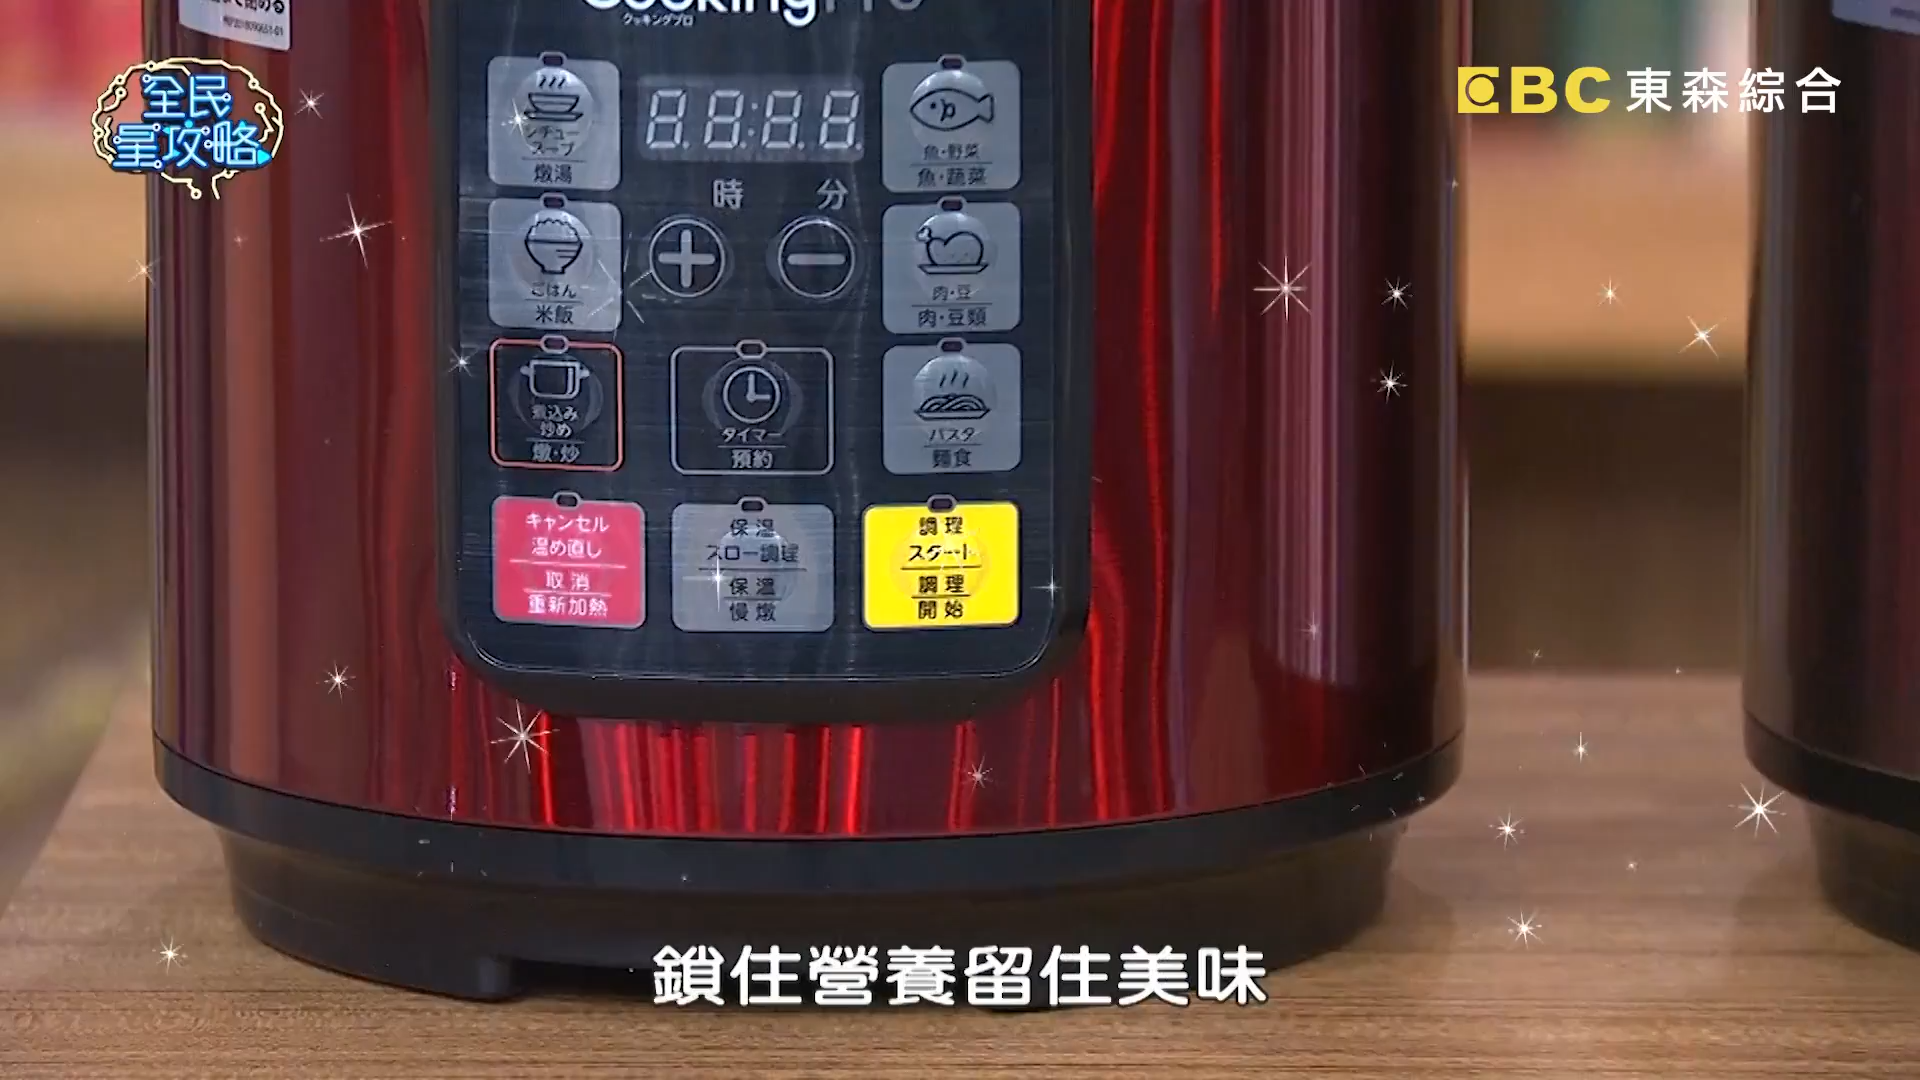 CookingPro
クッキングプロ
全民
星攻略
EBC 東森綜合
シチュー
スープ
燉湯
88:88
魚・野菜
魚・蔬菜
時 分
ごはん
米飯
肉・豆
肉・豆類
煮込み
炒め
燉・炒
タイマー
預約
パスタ
麵食
キャンセル
温め直し
取消
重新加熱
保温
スロー調理
保溫
慢燉
調理
スタート
調理
開始
鎖住營養留住美味